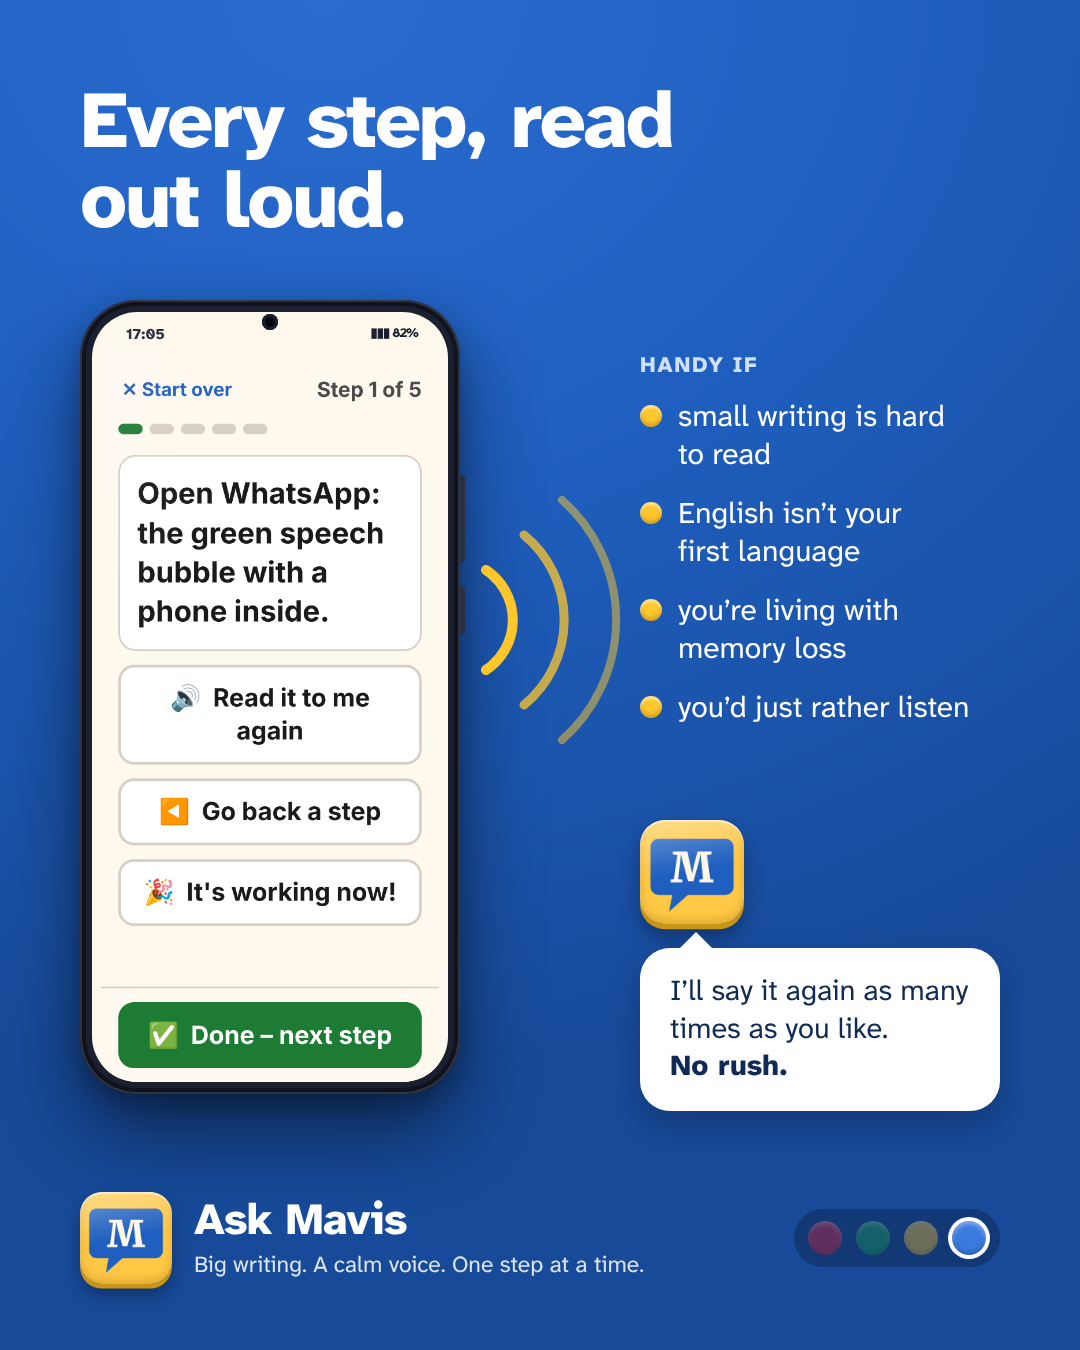 Every step, read
out loud.
17:05
82%
✕ Start over
Step 1 of 5
Open WhatsApp:
the green speech
bubble with a
phone inside.
Read it to me
again
Go back a step
It's working now!
Done – next step
HANDY IF
small writing is hard
to read
English isn’t your
first language
you’re living with
memory loss
you’d just rather listen
M
I’ll say it again as many
times as you like.
No rush.
M
Ask Mavis
Big writing. A calm voice. One step at a time.